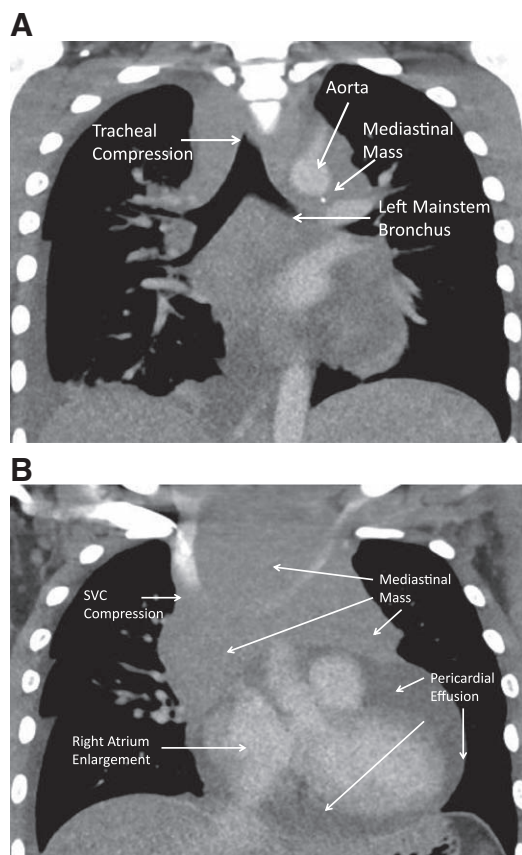 A
Aorta
Tracheal
Compression
Mediastinal
Mass
Left Mainstem
Bronchus
B
Mediastinal
Mass
SVC
Compression
Pericardial
Effusion
Right Atrium
Enlargement